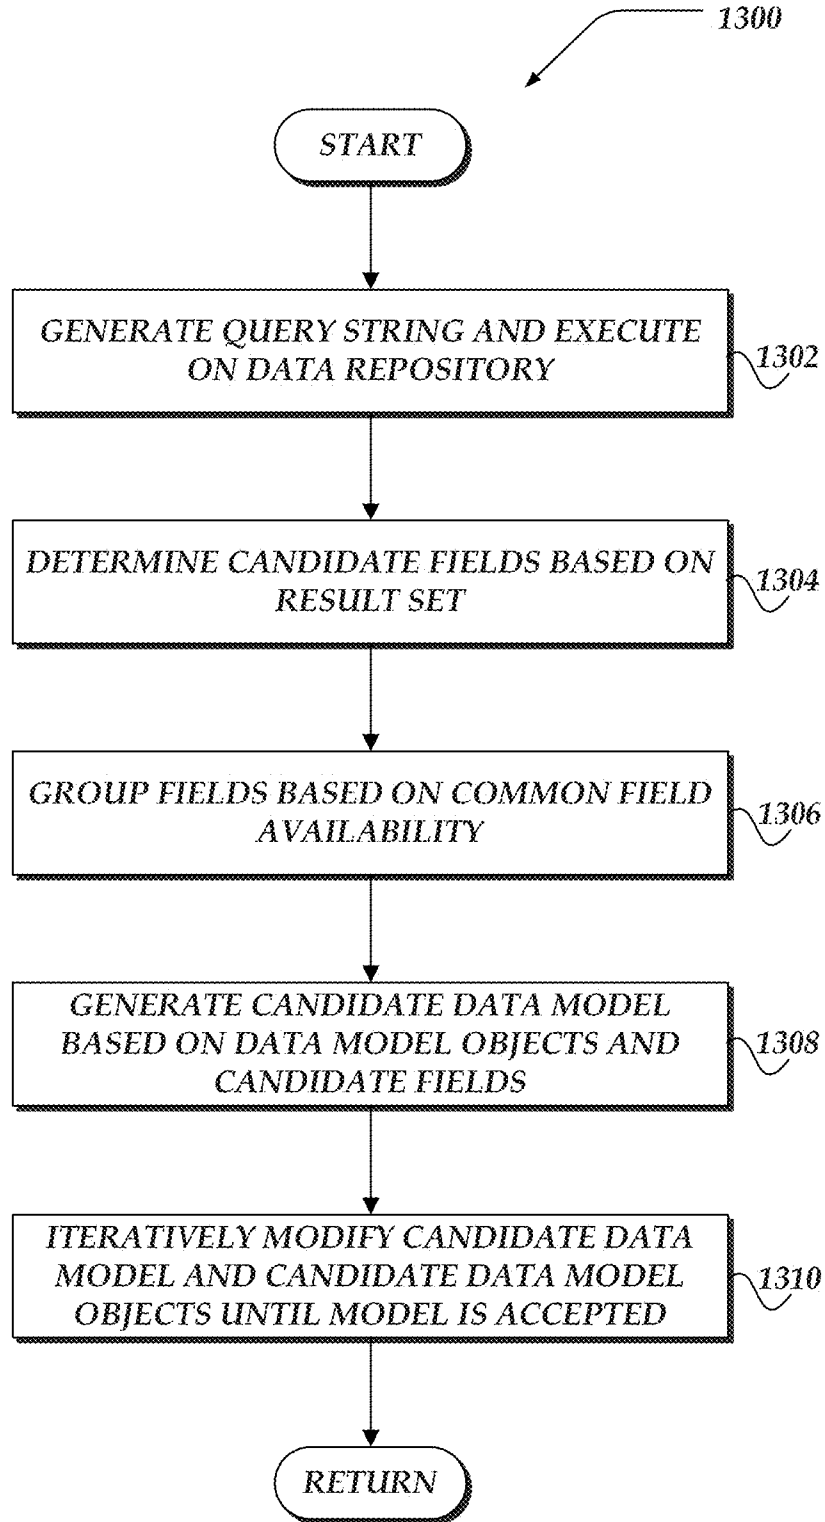 1300
START
GENERATE QUERY STRING AND EXECUTE
ON DATA REPOSITORY
1302
DETERMINE CANDIDATE FIELDS BASED ON
RESULT SET
1304
GROUP FIELDS BASED ON COMMON FIELD
AVAILABILITY
1306
GENERATE CANDIDATE DATA MODEL
BASED ON DATA MODEL OBJECTS AND
CANDIDATE FIELDS
1308
ITERATIVELY MODIFY CANDIDATE DATA
MODEL AND CANDIDATE DATA MODEL
OBJECTS UNTIL MODEL IS ACCEPTED
1310
RETURN